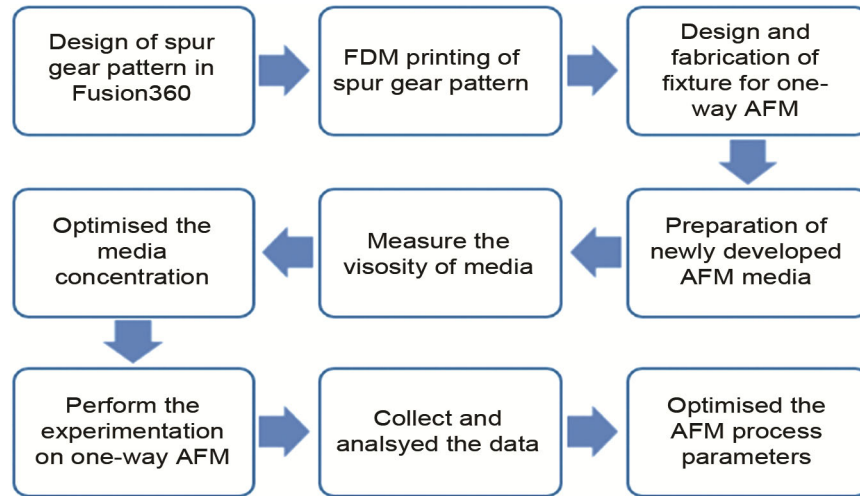 Design of spur
gear pattern in
Fusion360
FDM printing of
spur gear pattern
Design and
fabrication of
fixture for one-
way AFM
Preparation of
newly developed
AFM media
Measure the
visosity of media
Optimised the
media
concentration
Perform the
experimentation
on one-way AFM
Collect and
analsyed the data
Optimised the
AFM process
parameters